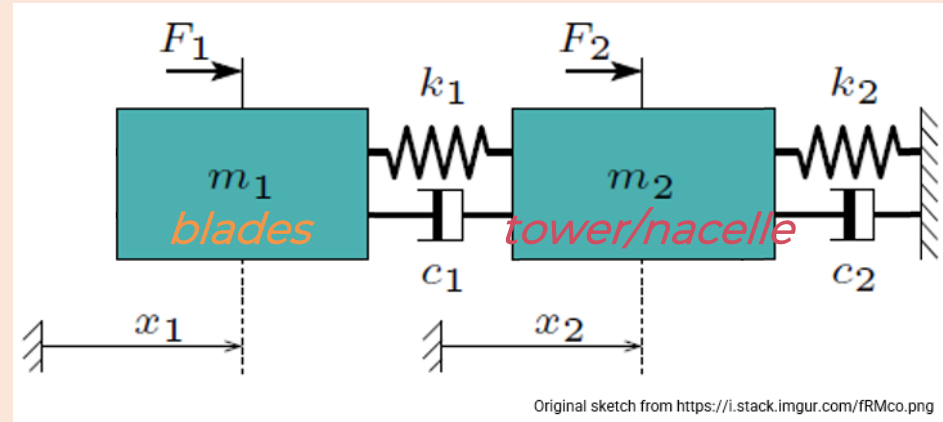 F1
F2
k1
k2
m1
m2
blades
tower/nacelle
c1
c2
x1
x2
Original sketch from https://i.stack.imgur.com/fRMco.png